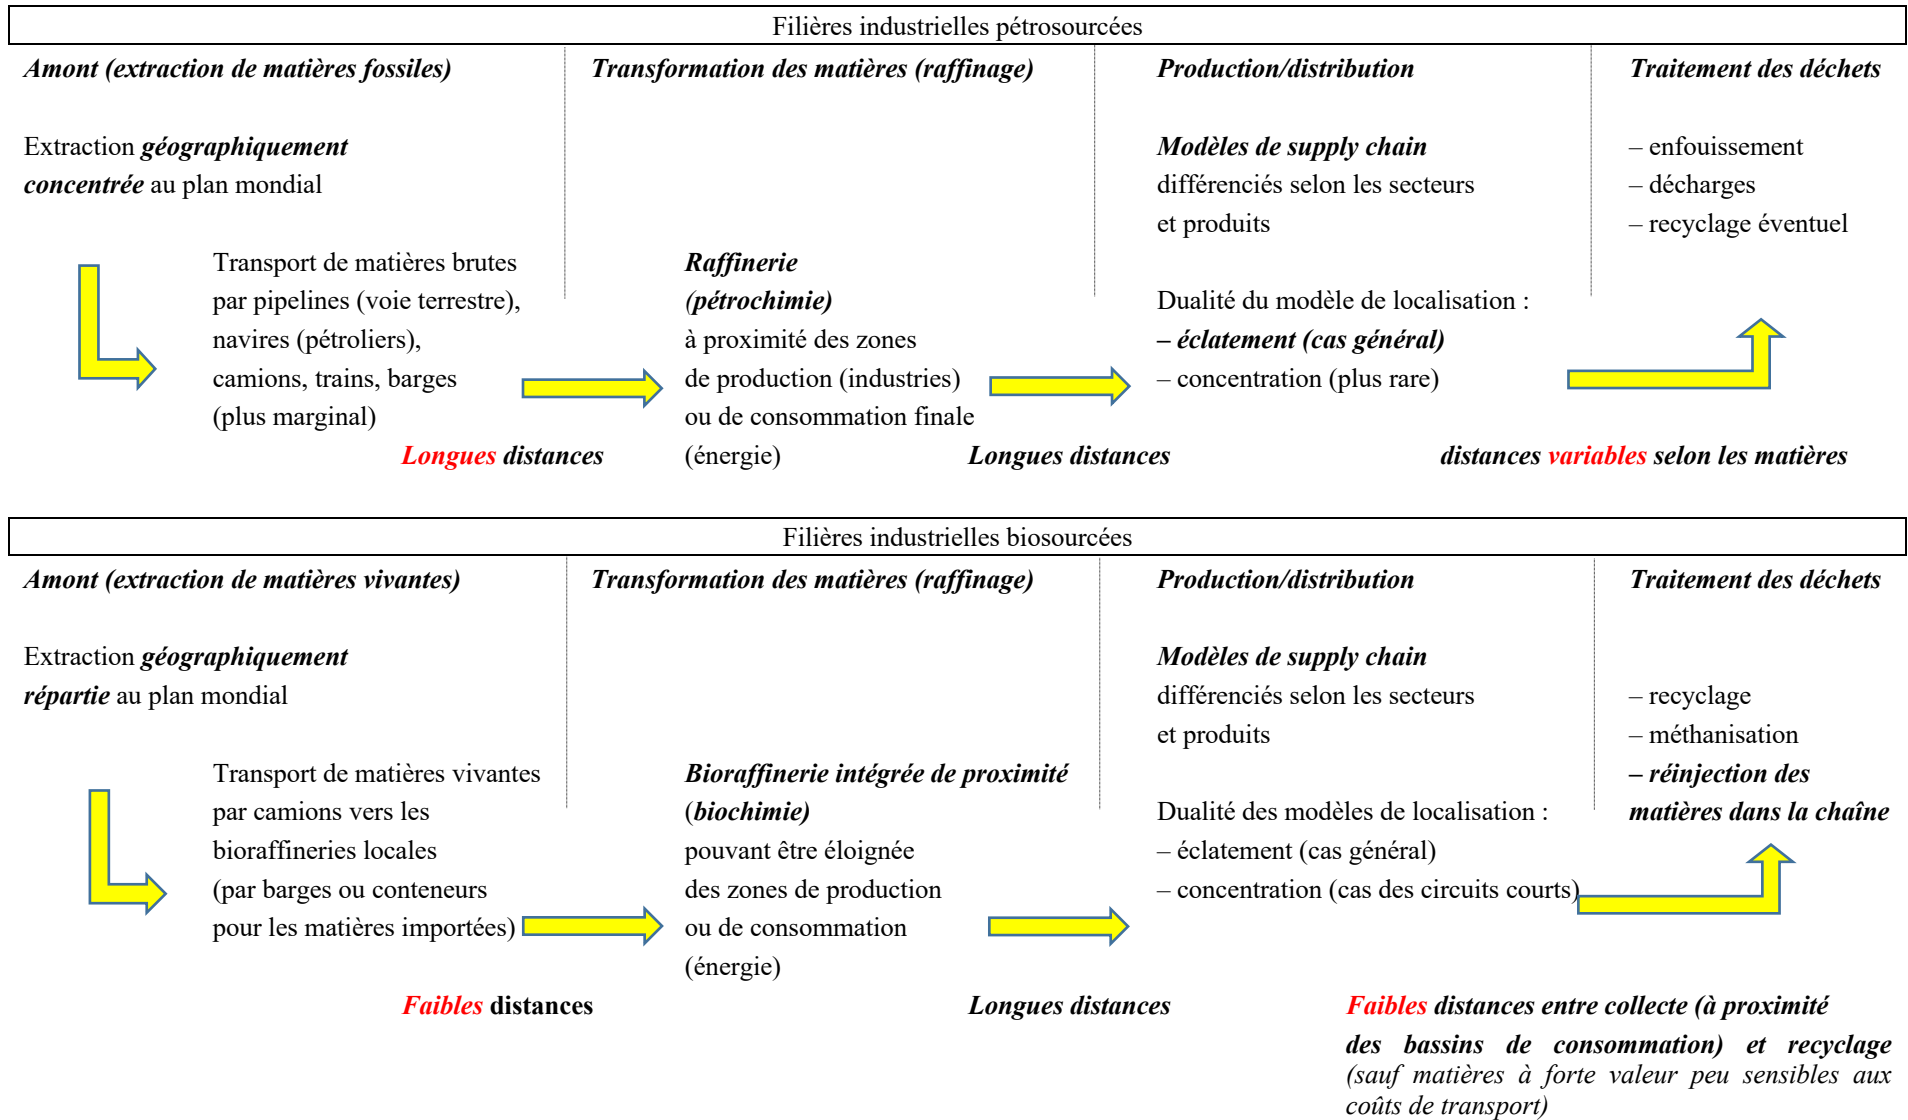 Filières industrielles pétrosourcées
Amont (extraction de matières fossiles)
Transformation des matières (raffinage)
Production/distribution
Traitement des déchets
Extraction géographiquement
concentrée au plan mondial
Transport de matières brutes
par pipelines (voie terrestre),
navires (pétroliers),
camions, trains, barges
(plus marginal)
Longues distances
Raffinerie
(pétrochimie)
à proximité des zones
de production (industries)
ou de consommation finale
(énergie)
Longues distances
Modèles de supply chain
différenciés selon les secteurs
et produits
Dualité du modèle de localisation :
– éclatement (cas général)
– concentration (plus rare)
– enfouissement
– décharges
– recyclage éventuel
distances variables selon les matières
Filières industrielles biosourcées
Amont (extraction de matières vivantes)
Transformation des matières (raffinage)
Production/distribution
Traitement des déchets
Extraction géographiquement
répartie au plan mondial
Transport de matières vivantes
par camions vers les
bioraffineries locales
(par barges ou conteneurs
pour les matières importées)
Faibles distances
Bioraffinerie intégrée de proximité
(biochimie)
pouvant être éloignée
des zones de production
ou de consommation
(énergie)
Longues distances
Modèles de supply chain
différenciés selon les secteurs
et produits
Dualité des modèles de localisation :
– éclatement (cas général)
– concentration (cas des circuits courts)
– recyclage
– méthanisation
– réinjection des
matières dans la chaîne
Faibles distances entre collecte (à proximité
des bassins de consommation) et recyclage
(sauf matières à forte valeur peu sensibles aux
coûts de transport)